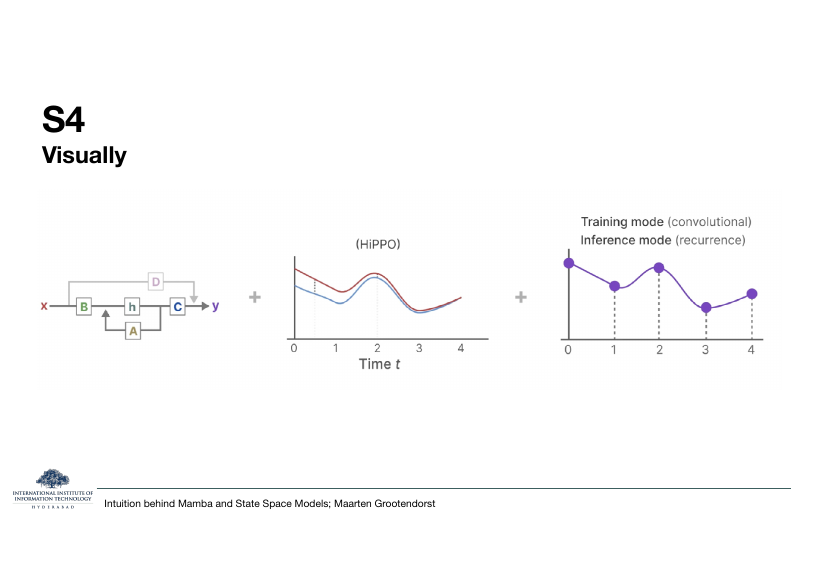 S4
Visually
x
B
h
C
y
D
A
+
(HiPPO)
0 1 2 3 4
Time t
+
Training mode (convolutional)
Inference mode (recurrence)
0 1 2 3 4
INTERNATIONAL INSTITUTE OF
INFORMATION TECHNOLOGY
HYDERABAD
Intuition behind Mamba and State Space Models; Maarten Grootendorst